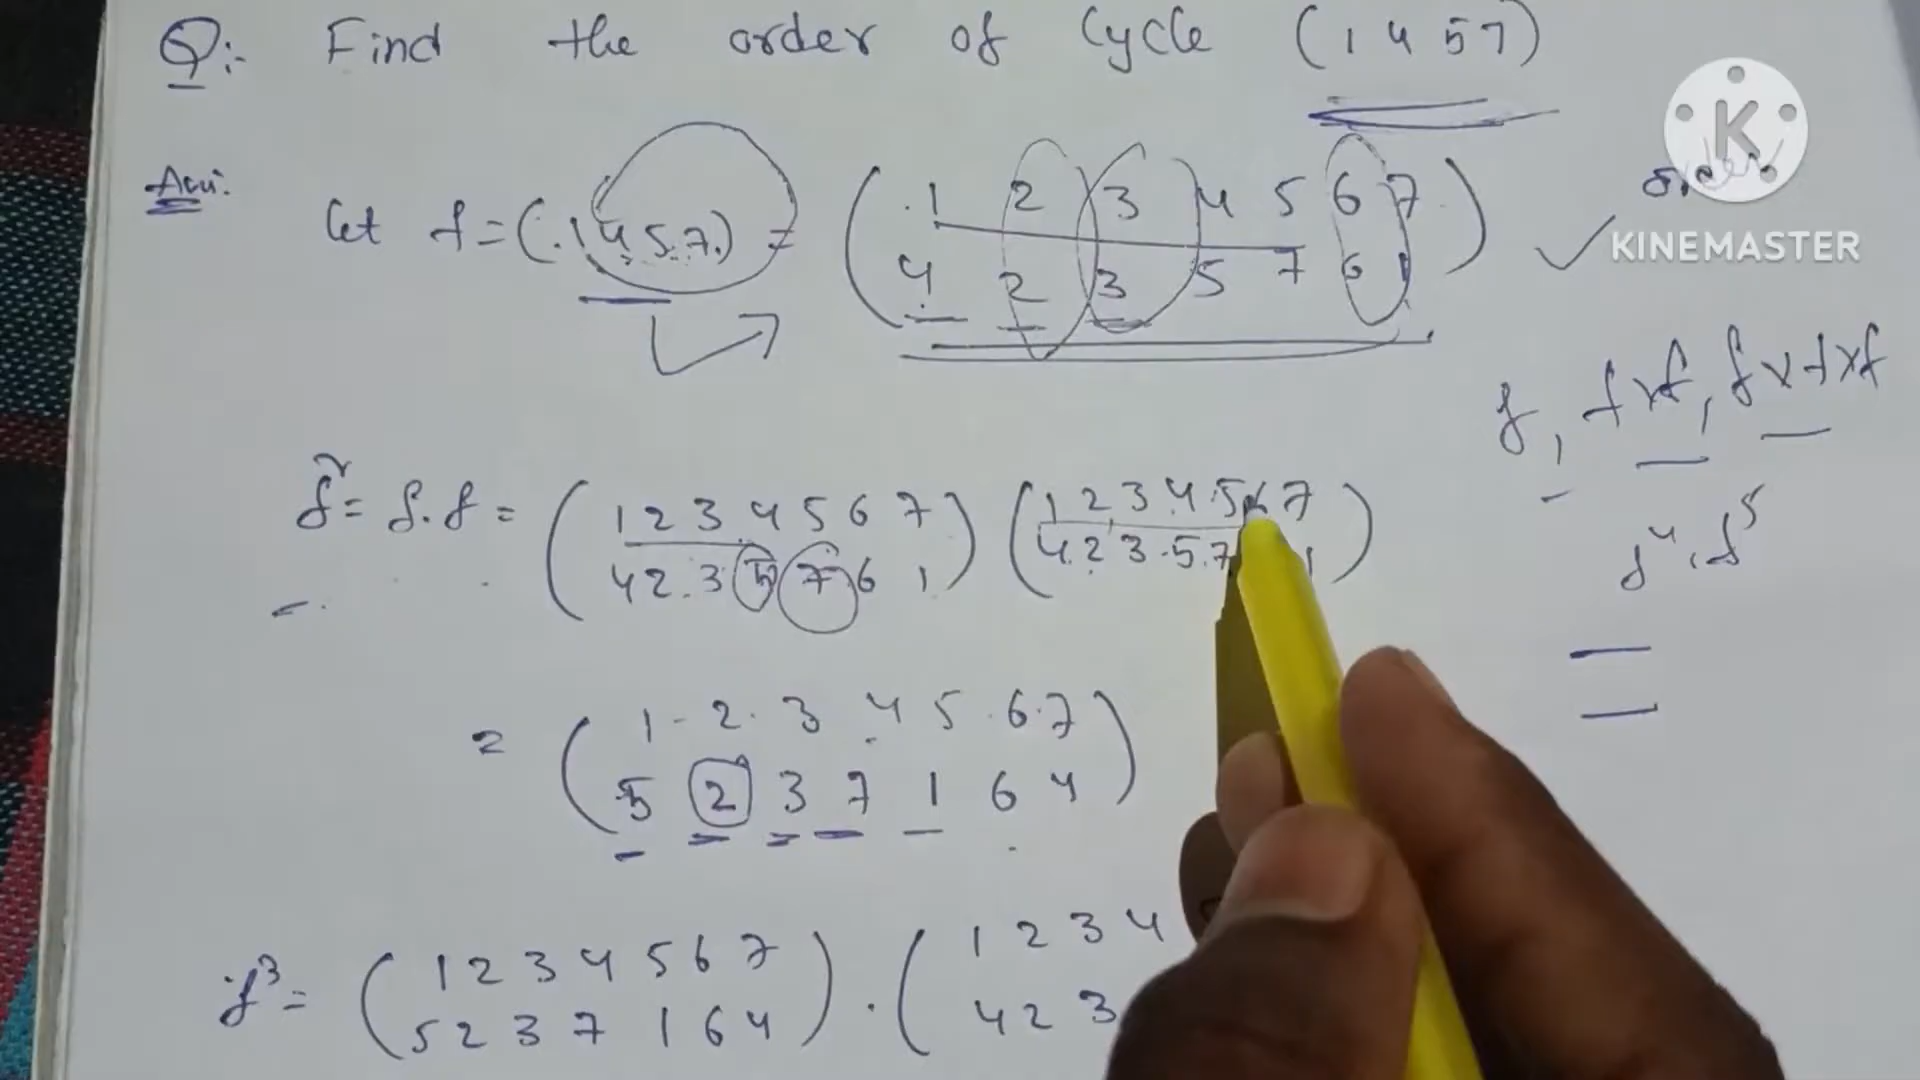 Q:- Find the order of Cycle (1 4 5 7)
Ans:
Let f = (1 4 5 7) = (1 2 3 4 5 6 7
4 2 3 5 7 6 1)
order
KINEMASTER
f, f×f, f×f×f
f⁴, f⁵
f² = f.f = (1 2 3 4 5 6 7) (1 2 3 4 5 6 7)
(4 2 3 5 7 6 1) (4 2 3 5 7 1)
= (1 2 3 4 5 6 7
5 2 3 7 1 6 4)
f³ = (1 2 3 4 5 6 7) . (1 2 3 4
(5 2 3 7 1 6 4) (4 2 3